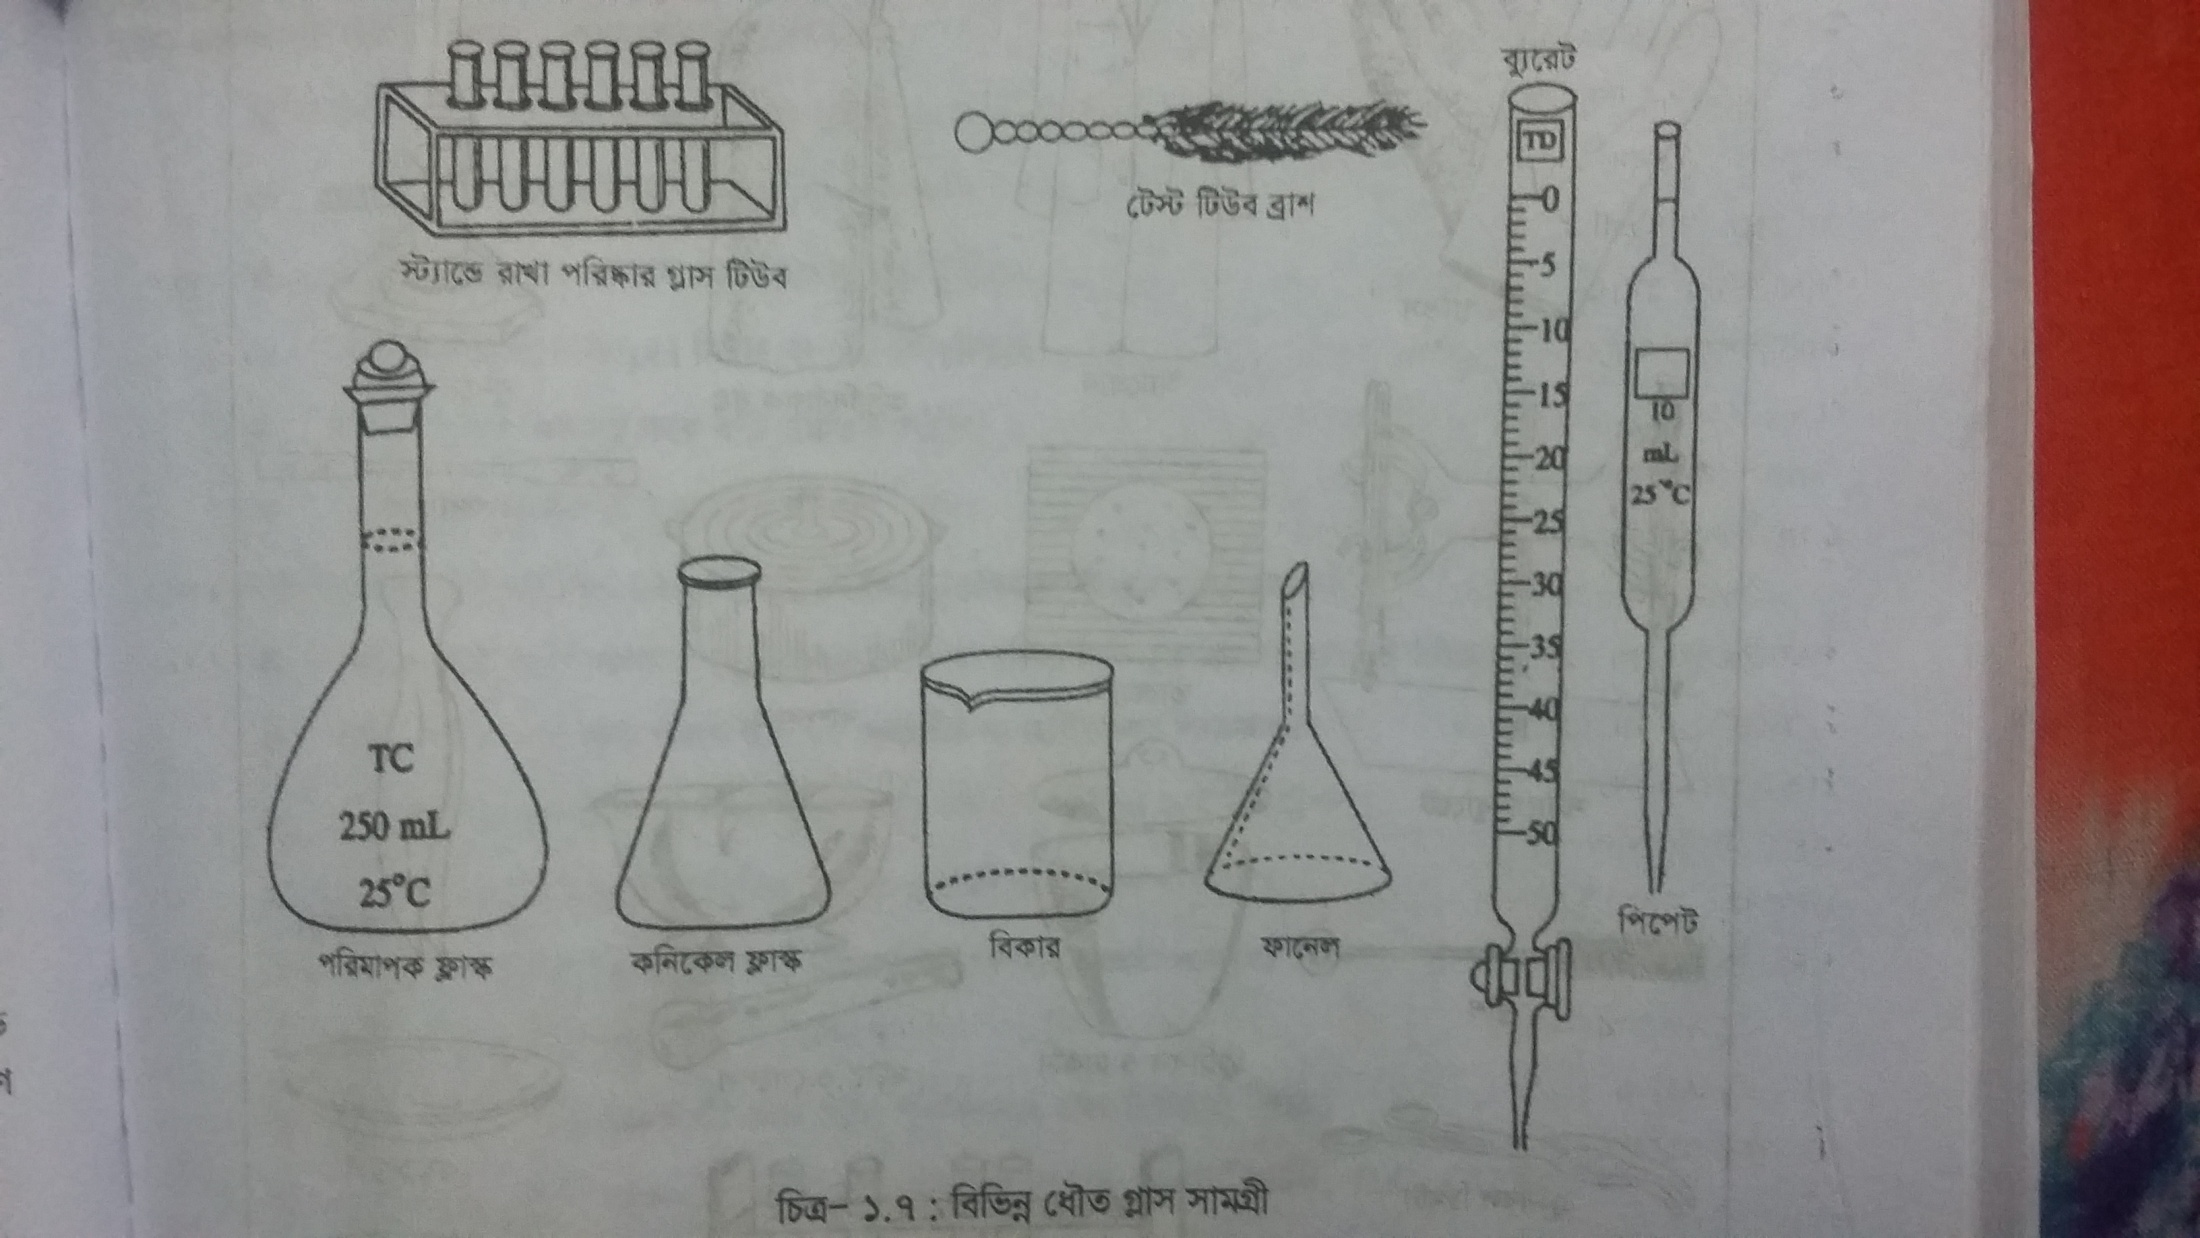 ব্যুরেট
টেস্ট টিউব ব্রাশ
স্ট্যান্ডে রাখা পরিষ্কার গ্লাস টিউব
0
5
10
15
20
25
30
35
40
45
50
10
mL
25°C
TC
250 mL
25°C
পরিমাপক ফ্লাস্ক
কনিকেল ফ্লাস্ক
বিকার
ফানেল
পিপেট
চিত্র- ১.৭ : বিভিন্ন ধৌত গ্লাস সামগ্রী